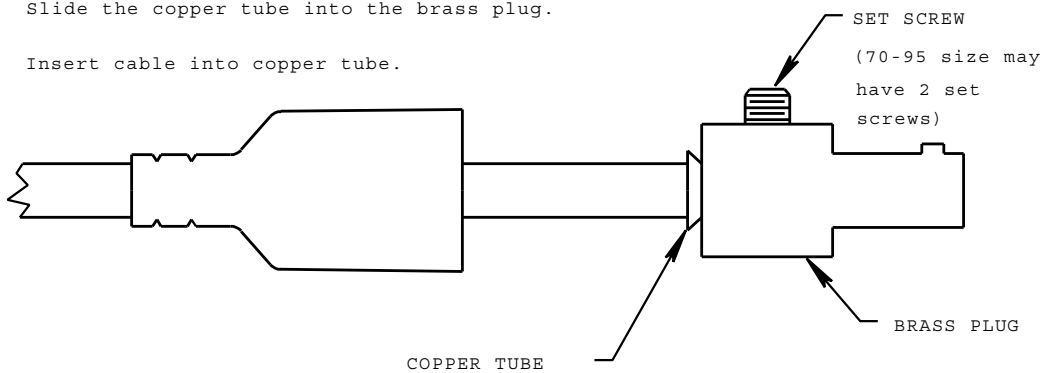 Slide the copper tube into the brass plug.
Insert cable into copper tube.
SET SCREW
(70-95 size may
have 2 set
screws)
BRASS PLUG
COPPER TUBE